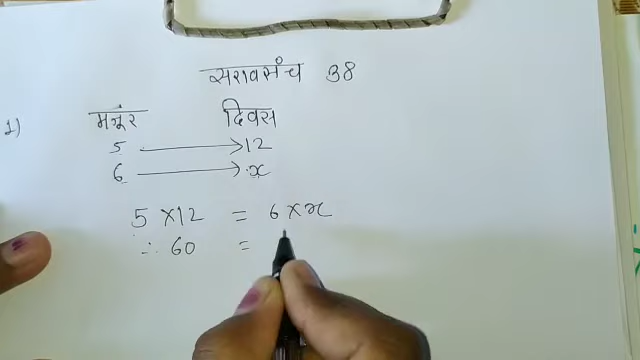 सरावसंच 38
1) मजूर दिवस
5 → 12
6 → x
5 × 12 = 6 × x
∴ 60 =